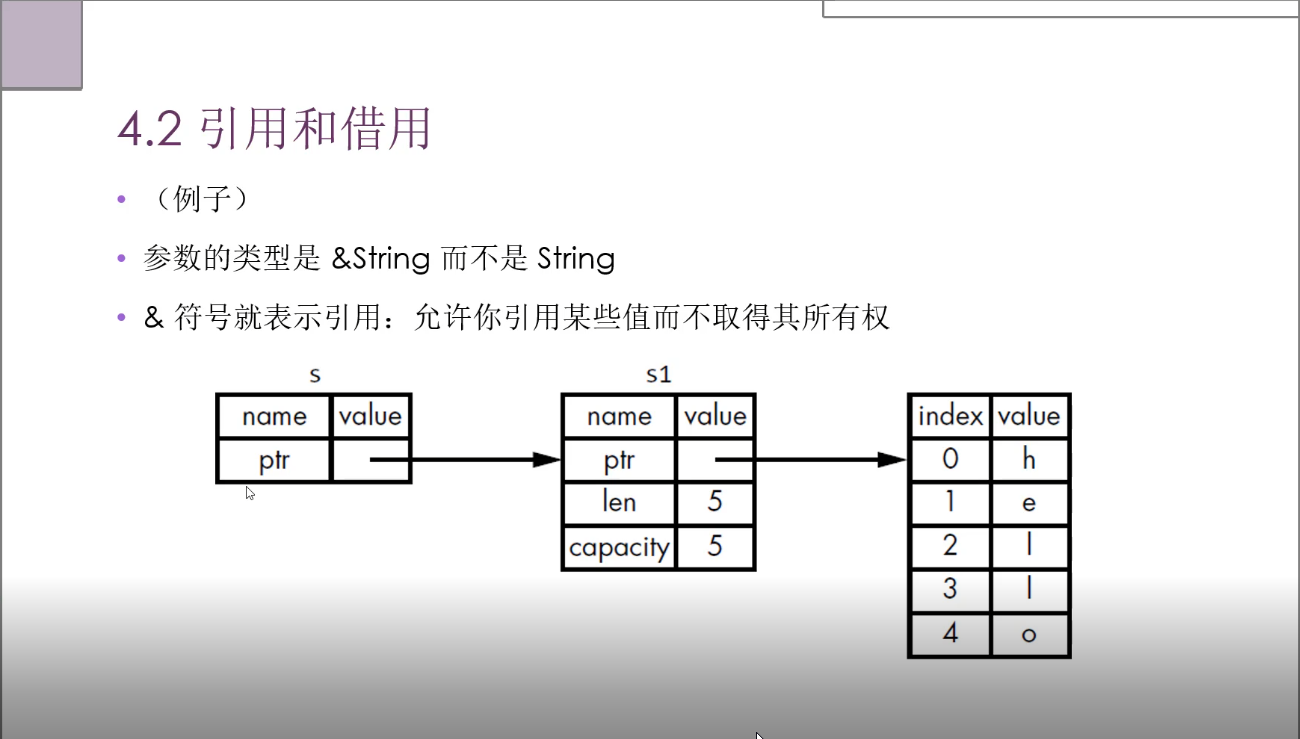 4.2 引用和借用
（例子）
参数的类型是 &String 而不是 String
& 符号就表示引用：允许你引用某些值而不取得其所有权
s
name value
ptr
s1
name value
ptr
len 5
capacity 5
index value
0 h
1 e
2 l
3 l
4 o